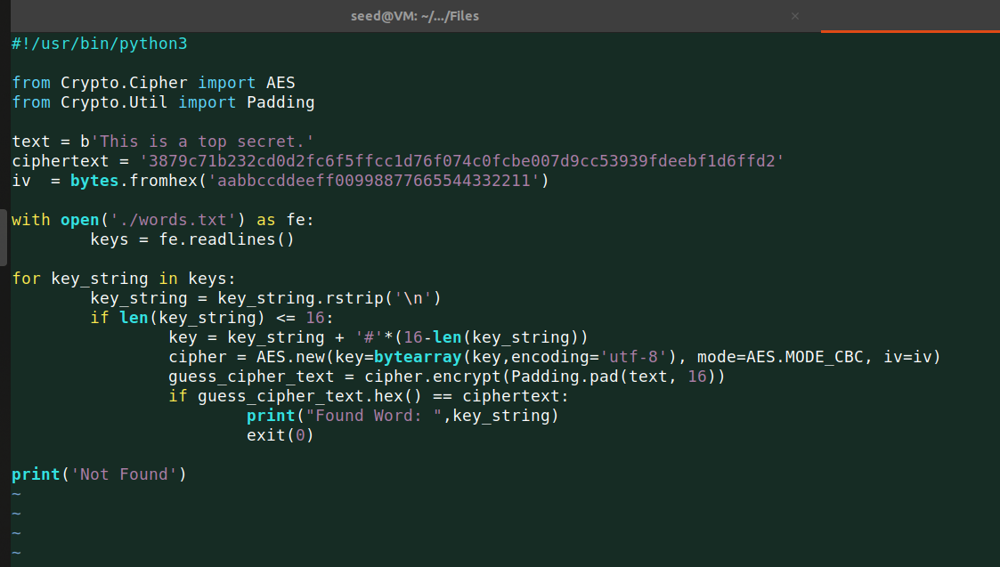 seed@VM: ~/.../Files
×
#!/usr/bin/python3
from Crypto.Cipher import AES
from Crypto.Util import Padding
text = b'This is a top secret.'
ciphertext = '3879c71b232cd0d2fc6f5ffcc1d76f074c0fcbe007d9cc53939fdeebf1d6ffd2'
iv  = bytes.fromhex('aabbccddeeff00998877665544332211')
with open('./words.txt') as fe:
        keys = fe.readlines()
for key_string in keys:
        key_string = key_string.rstrip('\n')
        if len(key_string) <= 16:
                key = key_string + '#'*(16-len(key_string))
                cipher = AES.new(key=bytearray(key,encoding='utf-8'), mode=AES.MODE_CBC, iv=iv)
                guess_cipher_text = cipher.encrypt(Padding.pad(text, 16))
                if guess_cipher_text.hex() == ciphertext:
                        print("Found Word: ",key_string)
                        exit(0)
print('Not Found')
~
~
~
~